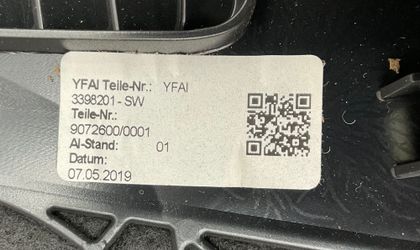 YFAI Teile-Nr.: YFAI
3398201-SW
Teile-Nr.:
9072600/0001
AI-Stand: 01
Datum:
07.05.2019